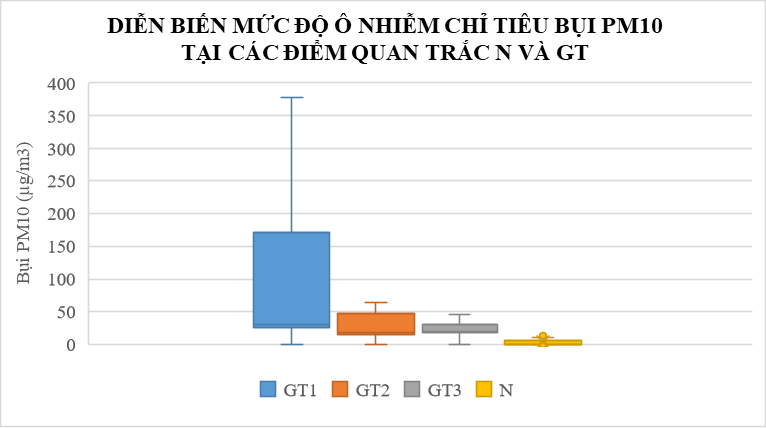 DIỄN BIẾN MỨC ĐỘ Ô NHIỄM CHỈ TIÊU BỤI PM10
TẠI CÁC ĐIỂM QUAN TRẮC N VÀ GT
Bụi PM10 (µg/m3)
400
350
300
250
200
150
100
50
0
GT1 GT2 GT3 N